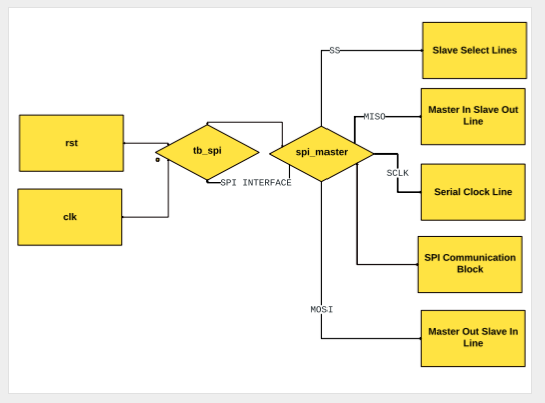 SS
Slave Select Lines
rst
tb_spi
spi_master
MISO
Master In Slave Out
Line
SPI INTERFACE
SCLK
Serial Clock Line
clk
SPI Communication
Block
MOSI
Master Out Slave In
Line